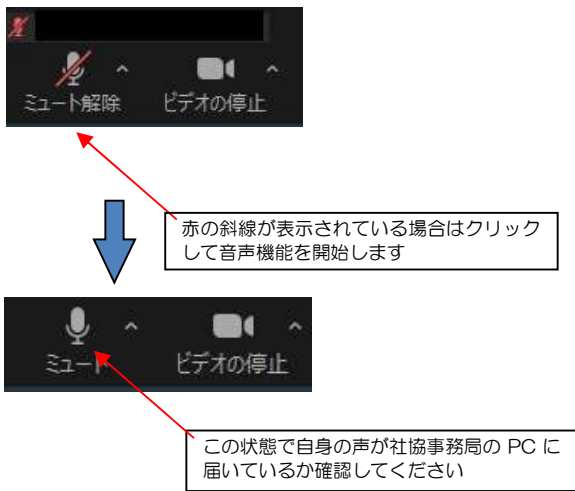 ミュート解除 ビデオの停止
赤の斜線が表示されている場合はクリック
して音声機能を開始します
ミュート ビデオの停止
この状態で自身の声が社協事務局の PC に
届いているか確認してください